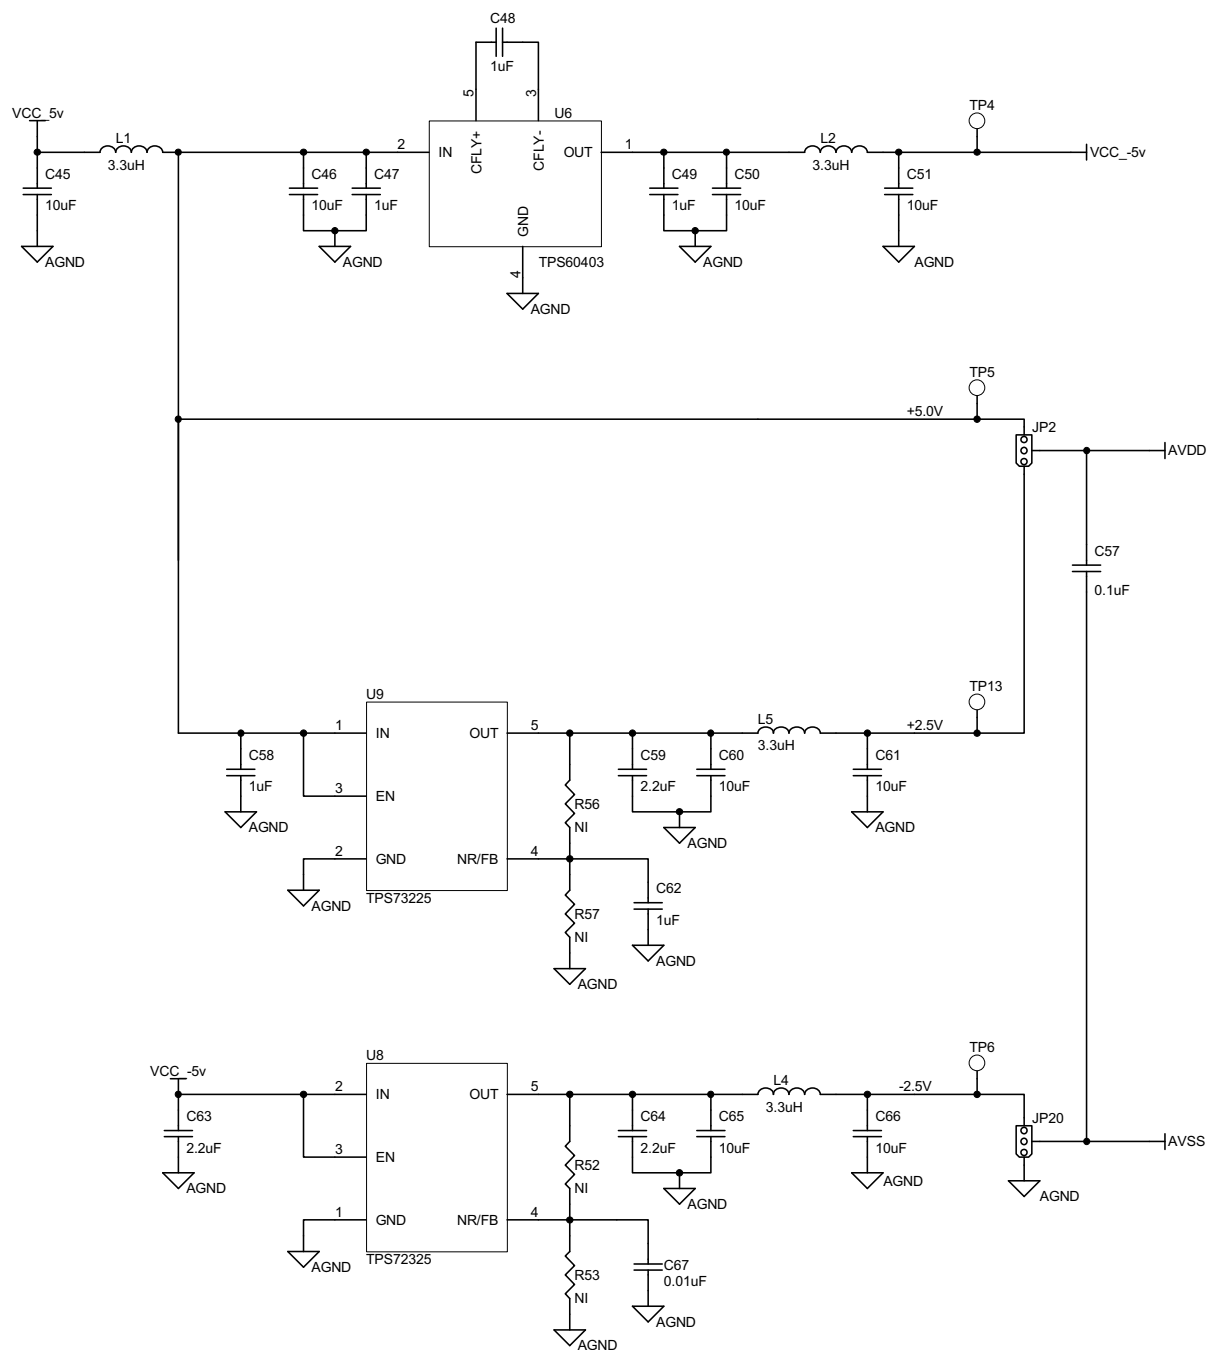 C48
1uF
5
3
VCC_5v
L1
3.3uH
C45
10uF
AGND
C46
10uF
C47
1uF
AGND
U6
2
IN
CFLY+
CFLY-
OUT
1
GND
4
TPS60403
AGND
C49
1uF
C50
10uF
AGND
L2
3.3uH
C51
10uF
AGND
TP4
VCC_-5v
TP5
+5.0V
JP2
AVDD
C57
0.1uF
U9
1
IN
OUT
5
3
EN
2
GND
NR/FB
4
TPS73225
C58
1uF
AGND
AGND
R56
NI
R57
NI
AGND
C59
2.2uF
C60
10uF
AGND
C62
1uF
AGND
L5
3.3uH
C61
10uF
AGND
+2.5V
TP13
VCC_-5v
C63
2.2uF
AGND
U8
2
IN
OUT
5
3
EN
1
GND
NR/FB
4
TPS72325
AGND
R52
NI
R53
NI
AGND
C64
2.2uF
C65
10uF
AGND
C67
0.01uF
AGND
L4
3.3uH
C66
10uF
AGND
-2.5V
TP6
JP20
AGND
AVSS